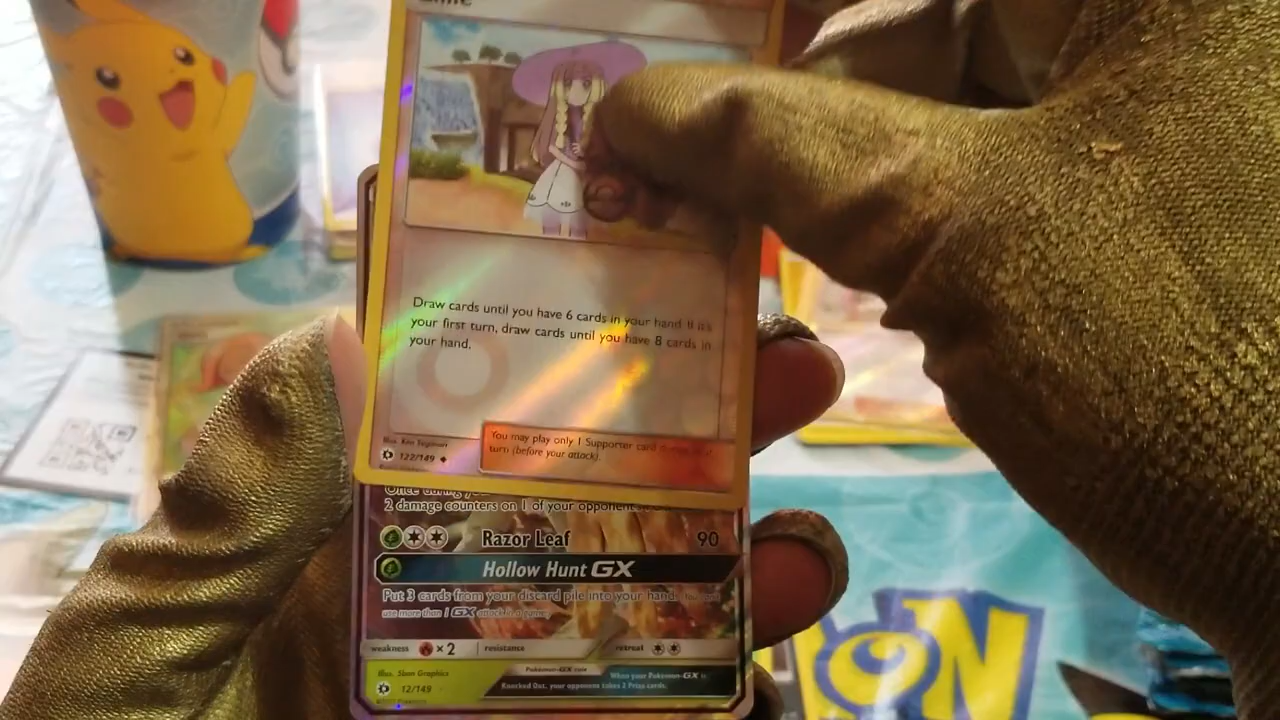 Draw cards until you have 6 cards in your hand. If it's
your first turn, draw cards until you have 8 cards in
your hand.
You may play only 1 Supporter card
turn (before your attack).
Illus. Ken Sugimori
122/149
Once during your
2 damage counters on 1 of your opponent's
Razor Leaf 90
Hollow Hunt GX
Put 3 cards from your discard pile into your hand. (You can't
use more than 1 GX attack in a game.)
weakness ×2 resistance retreat
Illus. 5ban Graphics
12/149
Pokémon-GX rule
When your Pokémon-GX is
Knocked Out, your opponent takes 2 Prize cards.